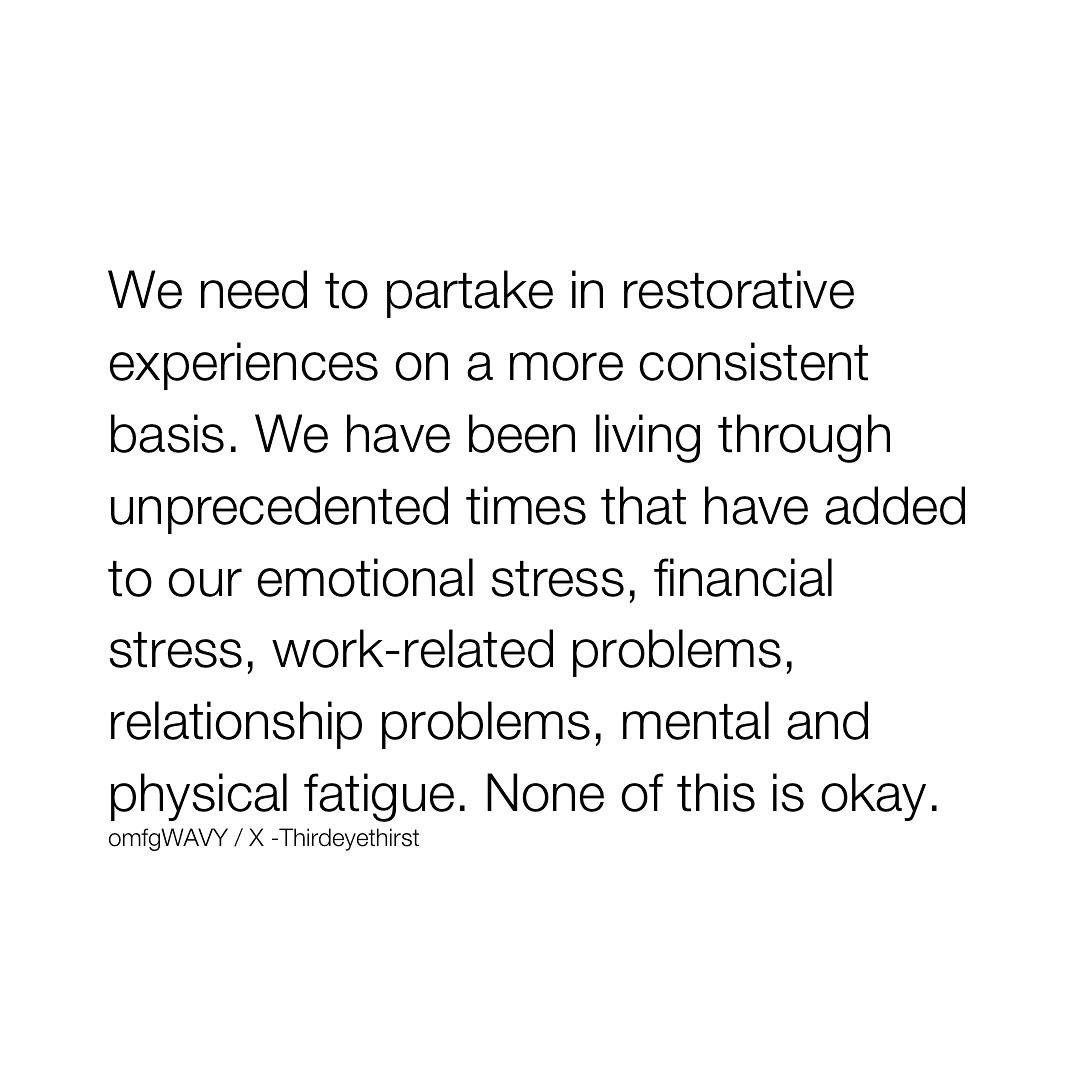 We need to partake in restorative
experiences on a more consistent
basis. We have been living through
unprecedented times that have added
to our emotional stress, financial
stress, work-related problems,
relationship problems, mental and
physical fatigue. None of this is okay.
omfgWAVY / X -Thirdeyethirst